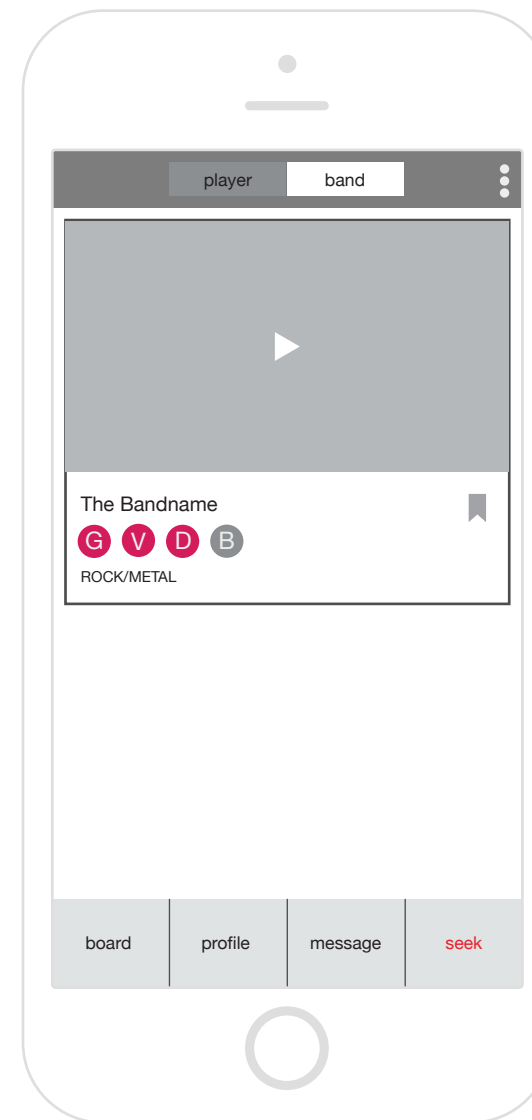 player band
The Bandname
G V D B
ROCK/METAL
board profile message seek